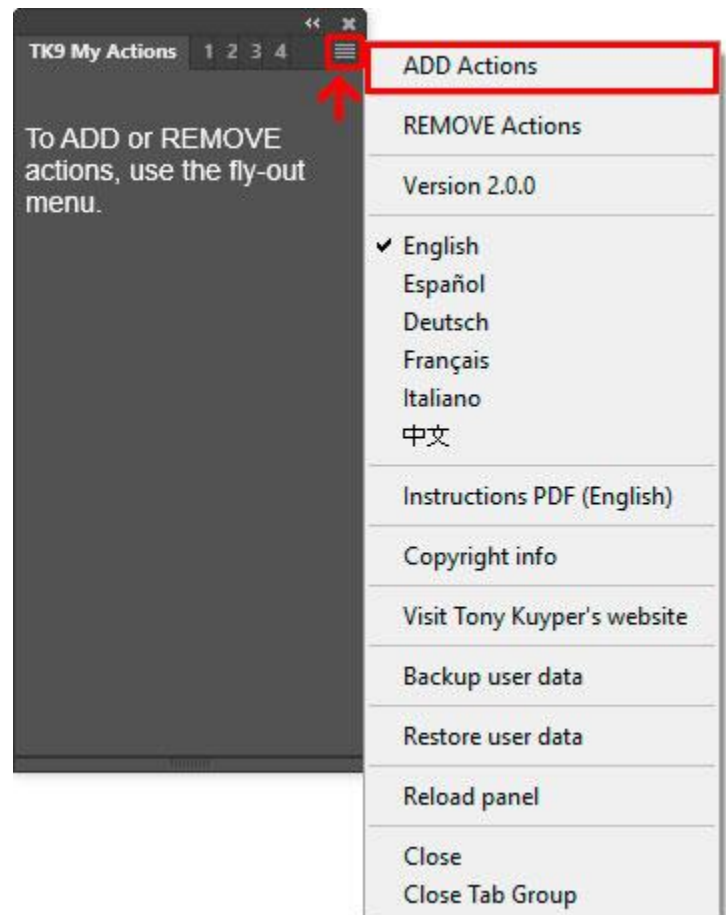 TK9 My Actions 1 2 3 4
To ADD or REMOVE
actions, use the fly-out
menu.
ADD Actions
REMOVE Actions
Version 2.0.0
English
Español
Deutsch
Français
Italiano
中文
Instructions PDF (English)
Copyright info
Visit Tony Kuyper's website
Backup user data
Restore user data
Reload panel
Close
Close Tab Group